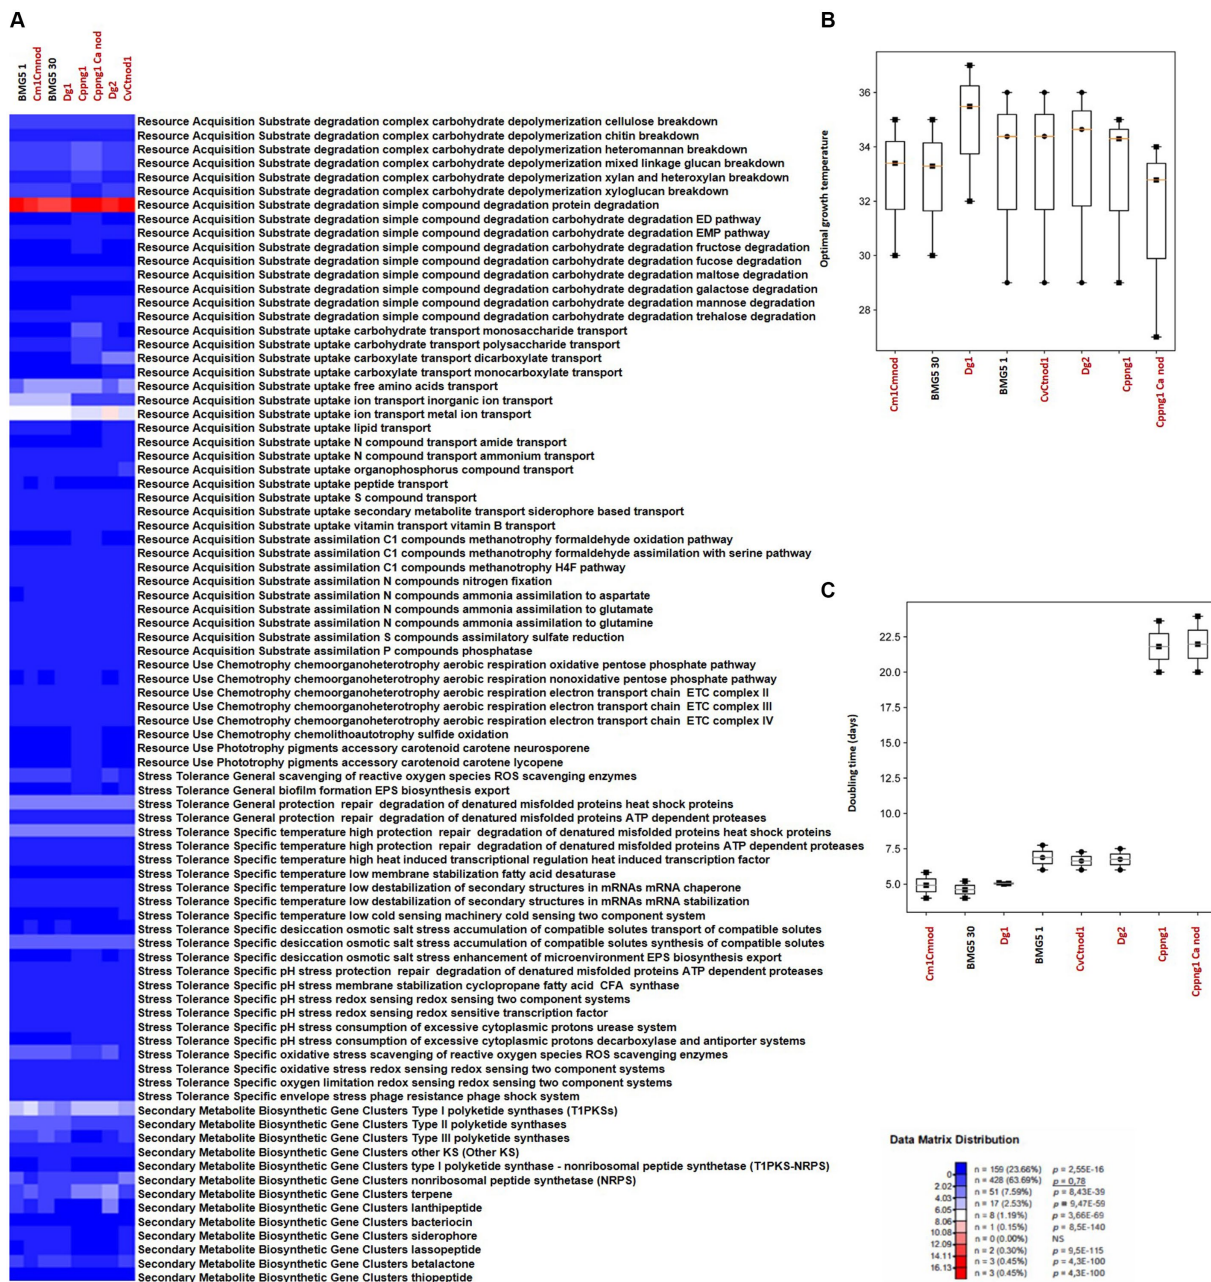 A
BMG5 1
Cm1Cmnod
BMG5 30
Dg1
Cppng1
Cppng1 Ca nod
Dg2
CvCtnod1
Resource Acquisition Substrate degradation complex carbohydrate depolymerization cellulose breakdown
Resource Acquisition Substrate degradation complex carbohydrate depolymerization chitin breakdown
Resource Acquisition Substrate degradation complex carbohydrate depolymerization heteromannan breakdown
Resource Acquisition Substrate degradation complex carbohydrate depolymerization mixed linkage glucan breakdown
Resource Acquisition Substrate degradation complex carbohydrate depolymerization xylan and heteroxylan breakdown
Resource Acquisition Substrate degradation complex carbohydrate depolymerization xyloglucan breakdown
Resource Acquisition Substrate degradation simple compound degradation protein degradation
Resource Acquisition Substrate degradation simple compound degradation carbohydrate degradation ED pathway
Resource Acquisition Substrate degradation simple compound degradation carbohydrate degradation EMP pathway
Resource Acquisition Substrate degradation simple compound degradation carbohydrate degradation fructose degradation
Resource Acquisition Substrate degradation simple compound degradation carbohydrate degradation fucose degradation
Resource Acquisition Substrate degradation simple compound degradation carbohydrate degradation maltose degradation
Resource Acquisition Substrate degradation simple compound degradation carbohydrate degradation galactose degradation
Resource Acquisition Substrate degradation simple compound degradation carbohydrate degradation mannose degradation
Resource Acquisition Substrate degradation simple compound degradation carbohydrate degradation trehalose degradation
Resource Acquisition Substrate uptake carbohydrate transport monosaccharide transport
Resource Acquisition Substrate uptake carbohydrate transport polysaccharide transport
Resource Acquisition Substrate uptake carboxylate transport dicarboxylate transport
Resource Acquisition Substrate uptake carboxylate transport monocarboxylate transport
Resource Acquisition Substrate uptake free amino acids transport
Resource Acquisition Substrate uptake ion transport inorganic ion transport
Resource Acquisition Substrate uptake ion transport metal ion transport
Resource Acquisition Substrate uptake lipid transport
Resource Acquisition Substrate uptake N compound transport amide transport
Resource Acquisition Substrate uptake N compound transport ammonium transport
Resource Acquisition Substrate uptake organophosphorus compound transport
Resource Acquisition Substrate uptake peptide transport
Resource Acquisition Substrate uptake S compound transport
Resource Acquisition Substrate uptake secondary metabolite transport siderophore based transport
Resource Acquisition Substrate uptake vitamin transport vitamin B transport
Resource Acquisition Substrate assimilation C1 compounds methanotrophy formaldehyde oxidation pathway
Resource Acquisition Substrate assimilation C1 compounds methanotrophy formaldehyde assimilation with serine pathway
Resource Acquisition Substrate assimilation C1 compounds methanotrophy H4F pathway
Resource Acquisition Substrate assimilation N compounds nitrogen fixation
Resource Acquisition Substrate assimilation N compounds ammonia assimilation to aspartate
Resource Acquisition Substrate assimilation N compounds ammonia assimilation to glutamate
Resource Acquisition Substrate assimilation N compounds ammonia assimilation to glutamine
Resource Acquisition Substrate assimilation S compounds assimilatory sulfate reduction
Resource Acquisition Substrate assimilation P compounds phosphatase
Resource Use Chemotrophy chemoorganoheterotrophy aerobic respiration oxidative pentose phosphate pathway
Resource Use Chemotrophy chemoorganoheterotrophy aerobic respiration nonoxidative pentose phosphate pathway
Resource Use Chemotrophy chemoorganoheterotrophy aerobic respiration electron transport chain ETC complex II
Resource Use Chemotrophy chemoorganoheterotrophy aerobic respiration electron transport chain ETC complex III
Resource Use Chemotrophy chemoorganoheterotrophy aerobic respiration electron transport chain ETC complex IV
Resource Use Chemotrophy chemolithoautotrophy sulfide oxidation
Resource Use Phototrophy pigments accessory carotenoid carotene neurosporene
Resource Use Phototrophy pigments accessory carotenoid carotene lycopene
Stress Tolerance General scavenging of reactive oxygen species ROS scavenging enzymes
Stress Tolerance General biofilm formation EPS biosynthesis export
Stress Tolerance General protection repair degradation of denatured misfolded proteins heat shock proteins
Stress Tolerance General protection repair degradation of denatured misfolded proteins ATP dependent proteases
Stress Tolerance Specific temperature high protection repair degradation of denatured misfolded proteins heat shock proteins
Stress Tolerance Specific temperature high protection repair degradation of denatured misfolded proteins ATP dependent proteases
Stress Tolerance Specific temperature high heat induced transcriptional regulation heat induced transcription factor
Stress Tolerance Specific temperature low membrane stabilization fatty acid desaturase
Stress Tolerance Specific temperature low destabilization of secondary structures in mRNAs mRNA chaperone
Stress Tolerance Specific temperature low destabilization of secondary structures in mRNAs mRNA stabilization
Stress Tolerance Specific temperature low cold sensing machinery cold sensing two component system
Stress Tolerance Specific desiccation osmotic salt stress accumulation of compatible solutes transport of compatible solutes
Stress Tolerance Specific desiccation osmotic salt stress accumulation of compatible solutes synthesis of compatible solutes
Stress Tolerance Specific desiccation osmotic salt stress enhancement of microenvironment EPS biosynthesis export
Stress Tolerance Specific pH stress protection repair degradation of denatured misfolded proteins ATP dependent proteases
Stress Tolerance Specific pH stress membrane stabilization cyclopropane fatty acid CFA synthase
Stress Tolerance Specific pH stress redox sensing redox sensing two component systems
Stress Tolerance Specific pH stress redox sensing redox sensitive transcription factor
Stress Tolerance Specific pH stress consumption of excessive cytoplasmic protons urease system
Stress Tolerance Specific pH stress consumption of excessive cytoplasmic protons decarboxylase and antiporter systems
Stress Tolerance Specific oxidative stress scavenging of reactive oxygen species ROS scavenging enzymes
Stress Tolerance Specific oxidative stress redox sensing redox sensing two component systems
Stress Tolerance Specific oxygen limitation redox sensing redox sensing two component systems
Stress Tolerance Specific envelope stress phage resistance phage shock system
Secondary Metabolite Biosynthetic Gene Clusters Type I polyketide synthases (T1PKSs)
Secondary Metabolite Biosynthetic Gene Clusters Type II polyketide synthases
Secondary Metabolite Biosynthetic Gene Clusters Type III polyketide synthases
Secondary Metabolite Biosynthetic Gene Clusters other KS (Other KS)
Secondary Metabolite Biosynthetic Gene Clusters type I polyketide synthase - nonribosomal peptide synthetase (T1PKS-NRPS)
Secondary Metabolite Biosynthetic Gene Clusters nonribosomal peptide synthetase (NRPS)
Secondary Metabolite Biosynthetic Gene Clusters terpene
Secondary Metabolite Biosynthetic Gene Clusters lanthipeptide
Secondary Metabolite Biosynthetic Gene Clusters bacteriocin
Secondary Metabolite Biosynthetic Gene Clusters siderophore
Secondary Metabolite Biosynthetic Gene Clusters lassopeptide
Secondary Metabolite Biosynthetic Gene Clusters betalactone
Secondary Metabolite Biosynthetic Gene Clusters thiopeptide
B
Optimal growth temperature
36
34
32
30
28
Cm1Cmnod
BMG5 30
Dg1
BMG5 1
CvCtnod1
Dg2
Cppng1
Cppng1 Ca nod
C
Doubling time (days)
22.5
20.0
17.5
15.0
12.5
10.0
7.5
5.0
Cm1Cmnod
BMG5 30
Dg1
BMG5 1
CvCtnod1
Dg2
Cppng1
Cppng1 Ca nod
Data Matrix Distribution
n = 159 (23.66%) p = 2,55E-16
0
n = 428 (63.69%) p = 0,78
2.02
n = 51 (7.59%) p = 8,43E-39
4.03
n = 17 (2.53%) p = 9,47E-59
6.05
n = 8 (1.19%) p = 3,66E-69
8.06
n = 1 (0.15%) p = 8,5E-140
10.08
n = 0 (0.00%) NS
12.09
n = 2 (0.30%) p = 9,5E-115
14.11
n = 3 (0.45%) p = 4,3E-100
16.13
n = 3 (0.45%) p = 4,3E-100